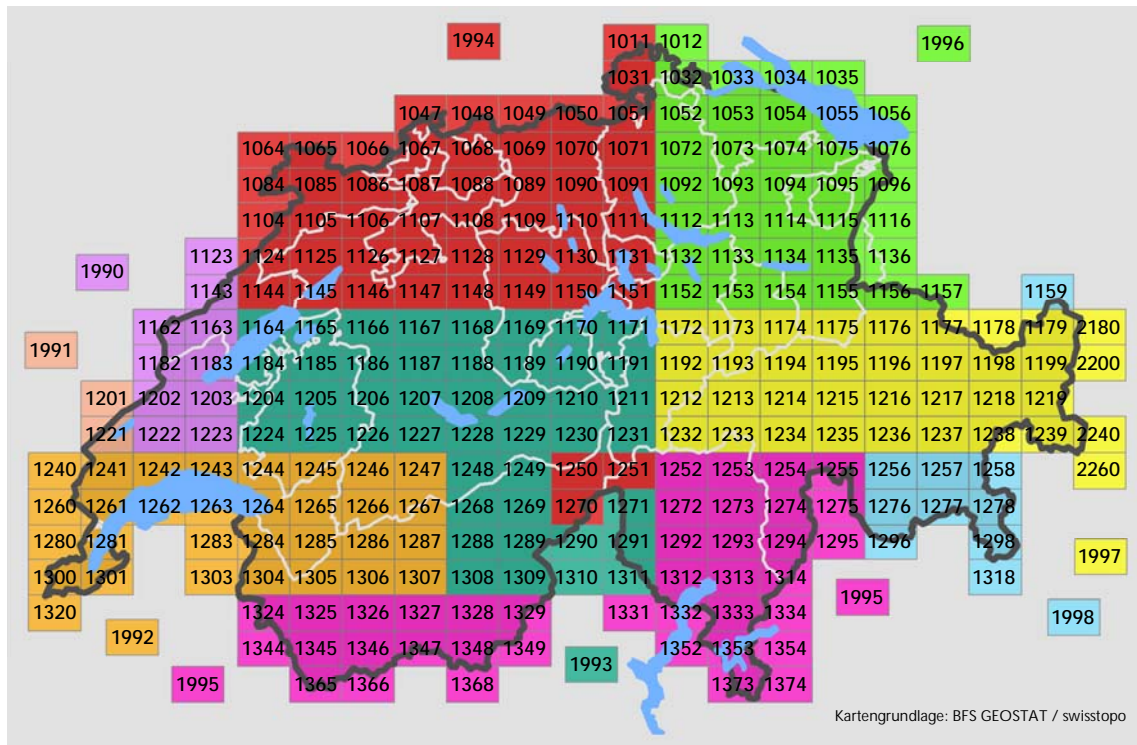 1994 1011 1012 1996
1031 1032 1033 1034 1035
1047 1048 1049 1050 1051 1052 1053 1054 1055 1056
1064 1065 1066 1067 1068 1069 1070 1071 1072 1073 1074 1075 1076
1084 1085 1086 1087 1088 1089 1090 1091 1092 1093 1094 1095 1096
1104 1105 1106 1107 1108 1109 1110 1111 1112 1113 1114 1115 1116
1990 1123 1124 1125 1126 1127 1128 1129 1130 1131 1132 1133 1134 1135 1136
1143 1144 1145 1146 1147 1148 1149 1150 1151 1152 1153 1154 1155 1156 1157 1159
1162 1163 1164 1165 1166 1167 1168 1169 1170 1171 1172 1173 1174 1175 1176 1177 1178 1179 2180
1991 1182 1183 1184 1185 1186 1187 1188 1189 1190 1191 1192 1193 1194 1195 1196 1197 1198 1199 2200
1201 1202 1203 1204 1205 1206 1207 1208 1209 1210 1211 1212 1213 1214 1215 1216 1217 1218 1219
1221 1222 1223 1224 1225 1226 1227 1228 1229 1230 1231 1232 1233 1234 1235 1236 1237 1238 1239 2240
1240 1241 1242 1243 1244 1245 1246 1247 1248 1249 1250 1251 1252 1253 1254 1255 1256 1257 1258 2260
1260 1261 1262 1263 1264 1265 1266 1267 1268 1269 1270 1271 1272 1273 1274 1275 1276 1277 1278
1280 1281 1283 1284 1285 1286 1287 1288 1289 1290 1291 1292 1293 1294 1295 1296 1298 1997
1300 1301 1303 1304 1305 1306 1307 1308 1309 1310 1311 1312 1313 1314 1995 1318
1320 1992 1324 1325 1326 1327 1328 1329 1331 1332 1333 1334 1998
1344 1345 1346 1347 1348 1349 1993 1352 1353 1354
1995 1365 1366 1368 1373 1374
Kartengrundlage: BFS GEOSTAT / swisstopo